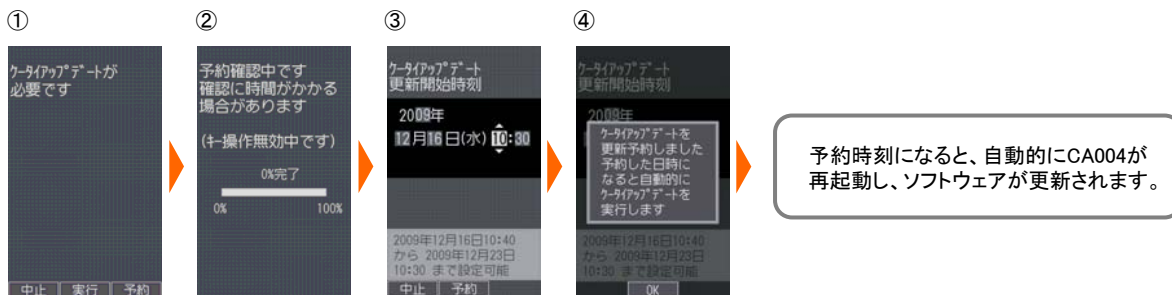 ①
ｹｰﾀｲｱｯﾌﾟﾃﾞｰﾄが
必要です
中止 実行 予約
②
予約確認中です
確認に時間がかかる
場合があります
(ｷｰ操作無効中です)
0%完了
0% 100%
③
ｹｰﾀｲｱｯﾌﾟﾃﾞｰﾄ
更新開始時刻
2009年
12月16日(水) 10:30
2009年12月16日10:40
から 2009年12月23日
10:30 まで設定可能
中止 予約
④
ｹｰﾀｲｱｯﾌﾟﾃﾞｰﾄ
更新開始時刻
2009年
ｹｰﾀｲｱｯﾌﾟﾃﾞｰﾄを
更新予約しました
予約した日時に
なると自動的に
ｹｰﾀｲｱｯﾌﾟﾃﾞｰﾄを
実行します
2009年12月16日10:40
から 2009年12月23日
10:30 まで設定可能
OK
予約時刻になると、自動的にCA004が
再起動し、ソフトウェアが更新されます。